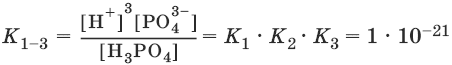 K₁₋₃ = [H⁺]³[PO₄³⁻] / [H₃PO₄] = K₁ · K₂ · K₃ = 1 · 10⁻²¹